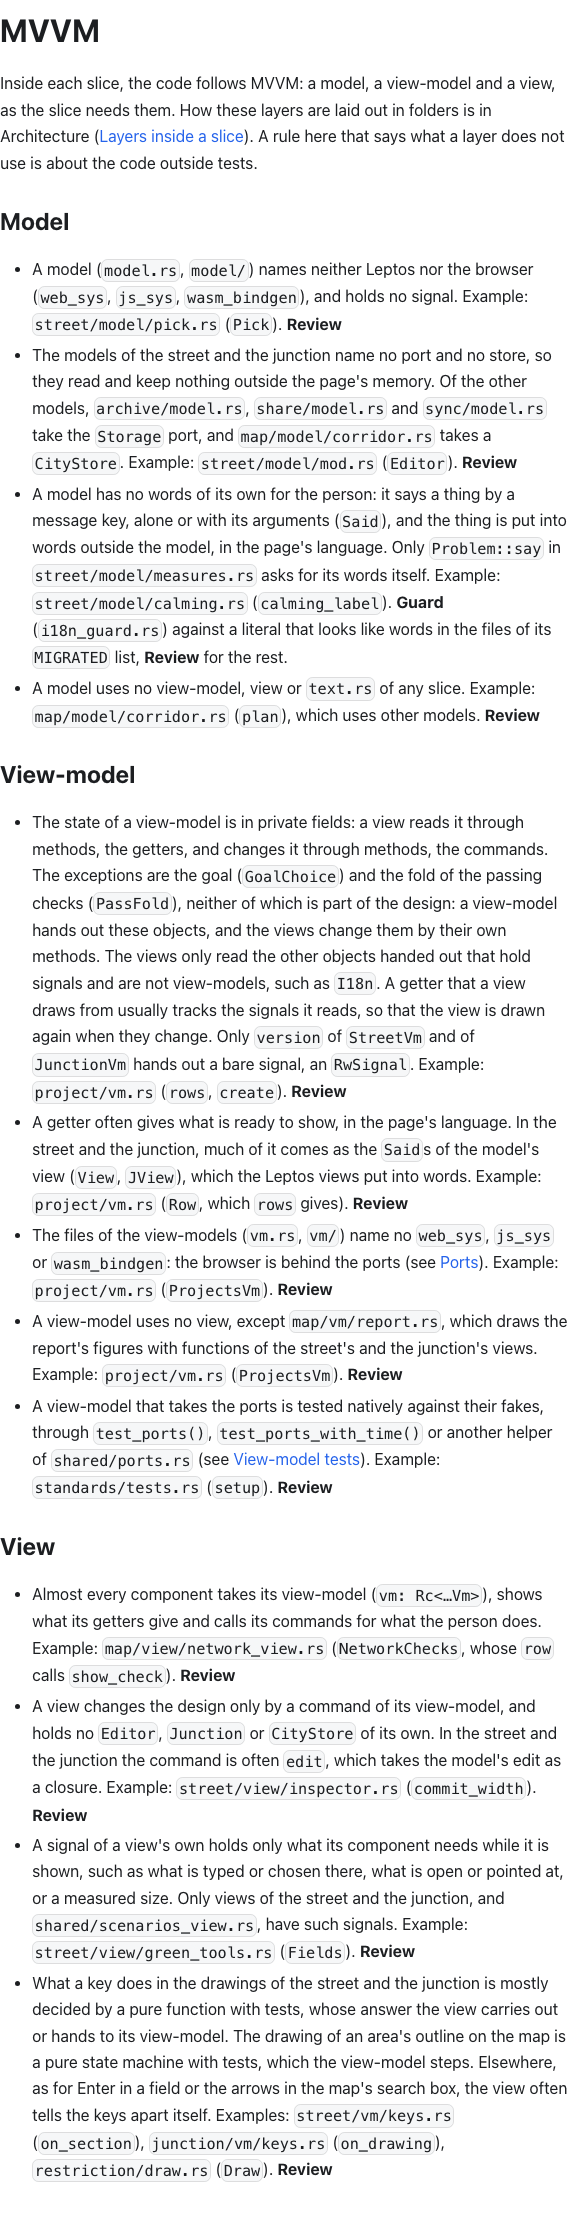 MVVM
Inside each slice, the code follows MVVM: a model, a view-model and a view,
as the slice needs them. How these layers are laid out in folders is in
Architecture (Layers inside a slice). A rule here that says what a layer does not
use is about the code outside tests.
Model
• A model (model.rs, model/) names neither Leptos nor the browser
(web_sys, js_sys, wasm_bindgen), and holds no signal. Example:
street/model/pick.rs (Pick). Review
• The models of the street and the junction name no port and no store, so
they read and keep nothing outside the page's memory. Of the other
models, archive/model.rs, share/model.rs and sync/model.rs
take the Storage port, and map/model/corridor.rs takes a
CityStore. Example: street/model/mod.rs (Editor). Review
• A model has no words of its own for the person: it says a thing by a
message key, alone or with its arguments (Said), and the thing is put into
words outside the model, in the page's language. Only Problem::say in
street/model/measures.rs asks for its words itself. Example:
street/model/calming.rs (calming_label). Guard
(i18n_guard.rs) against a literal that looks like words in the files of its
MIGRATED list, Review for the rest.
• A model uses no view-model, view or text.rs of any slice. Example:
map/model/corridor.rs (plan), which uses other models. Review
View-model
• The state of a view-model is in private fields: a view reads it through
methods, the getters, and changes it through methods, the commands.
The exceptions are the goal (GoalChoice) and the fold of the passing
checks (PassFold), neither of which is part of the design: a view-model
hands out these objects, and the views change them by their own
methods. The views only read the other objects handed out that hold
signals and are not view-models, such as I18n. A getter that a view
draws from usually tracks the signals it reads, so that the view is drawn
again when they change. Only version of StreetVm and of
JunctionVm hands out a bare signal, an RwSignal. Example:
project/vm.rs (rows, create). Review
• A getter often gives what is ready to show, in the page's language. In the
street and the junction, much of it comes as the Saids of the model's
view (View, JView), which the Leptos views put into words. Example:
project/vm.rs (Row, which rows gives). Review
• The files of the view-models (vm.rs, vm/) name no web_sys, js_sys
or wasm_bindgen: the browser is behind the ports (see Ports). Example:
project/vm.rs (ProjectsVm). Review
• A view-model uses no view, except map/vm/report.rs, which draws the
report's figures with functions of the street's and the junction's views.
Example: project/vm.rs (ProjectsVm). Review
• A view-model that takes the ports is tested natively against their fakes,
through test_ports(), test_ports_with_time() or another helper
of shared/ports.rs (see View-model tests). Example:
standards/tests.rs (setup). Review
View
• Almost every component takes its view-model (vm: Rc<…Vm>), shows
what its getters give and calls its commands for what the person does.
Example: map/view/network_view.rs (NetworkChecks, whose row
calls show_check). Review
• A view changes the design only by a command of its view-model, and
holds no Editor, Junction or CityStore of its own. In the street and
the junction the command is often edit, which takes the model's edit as
a closure. Example: street/view/inspector.rs (commit_width).
Review
• A signal of a view's own holds only what its component needs while it is
shown, such as what is typed or chosen there, what is open or pointed at,
or a measured size. Only views of the street and the junction, and
shared/scenarios_view.rs, have such signals. Example:
street/view/green_tools.rs (Fields). Review
• What a key does in the drawings of the street and the junction is mostly
decided by a pure function with tests, whose answer the view carries out
or hands to its view-model. The drawing of an area's outline on the map is
a pure state machine with tests, which the view-model steps. Elsewhere,
as for Enter in a field or the arrows in the map's search box, the view often
tells the keys apart itself. Examples: street/vm/keys.rs
(on_section), junction/vm/keys.rs (on_drawing),
restriction/draw.rs (Draw). Review